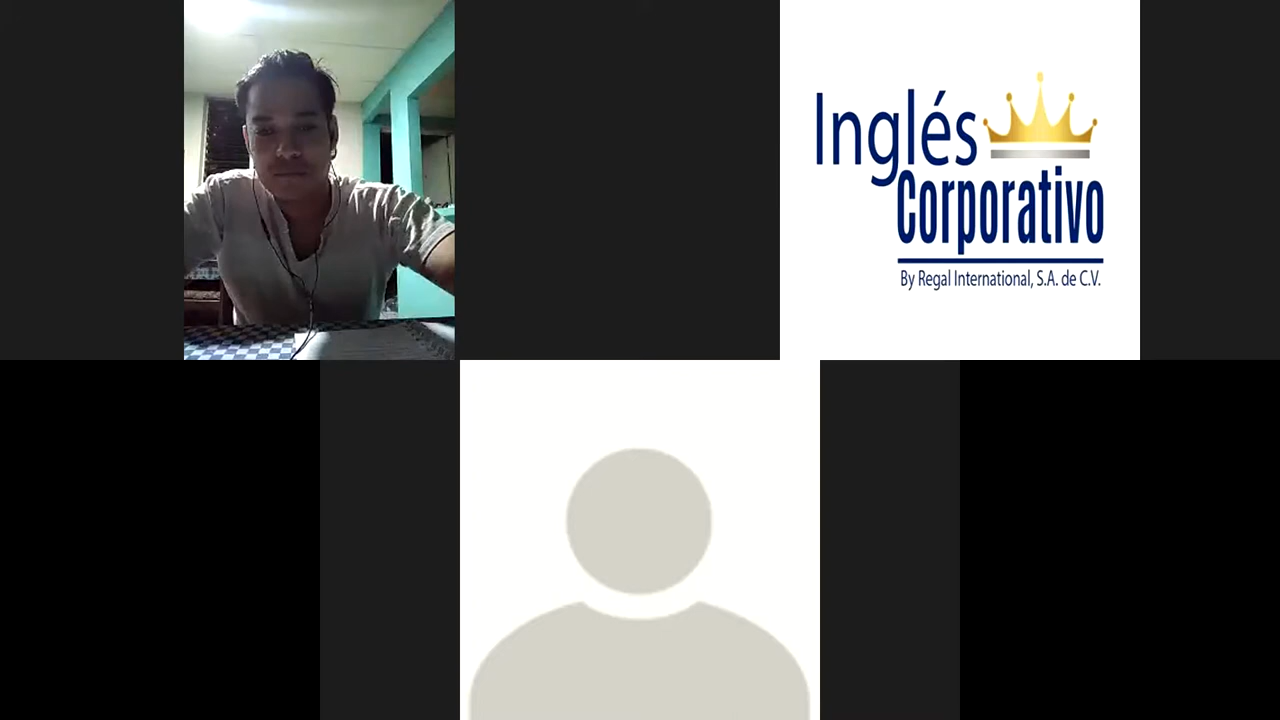 Inglés
Corporativo
By Regal International, S.A. de C.V.